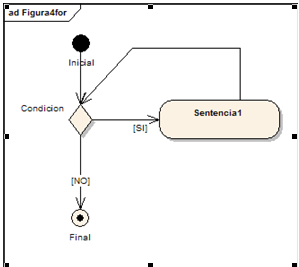 ad Figura4for
Inicial
Condicion
Sentencia1
[SI]
[NO]
Final